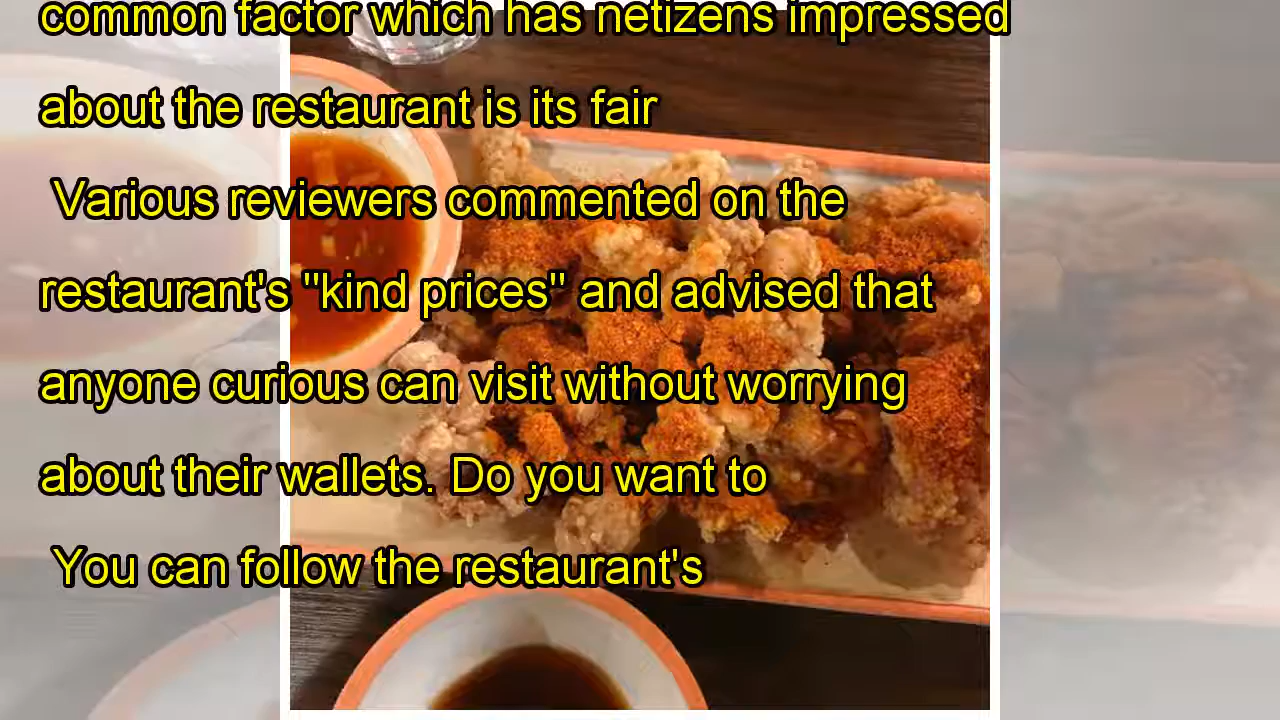 common factor which has netizens impressed
about the restaurant is its fair
Various reviewers commented on the
restaurant's "kind prices" and advised that
anyone curious can visit without worrying
about their wallets. Do you want to
You can follow the restaurant's